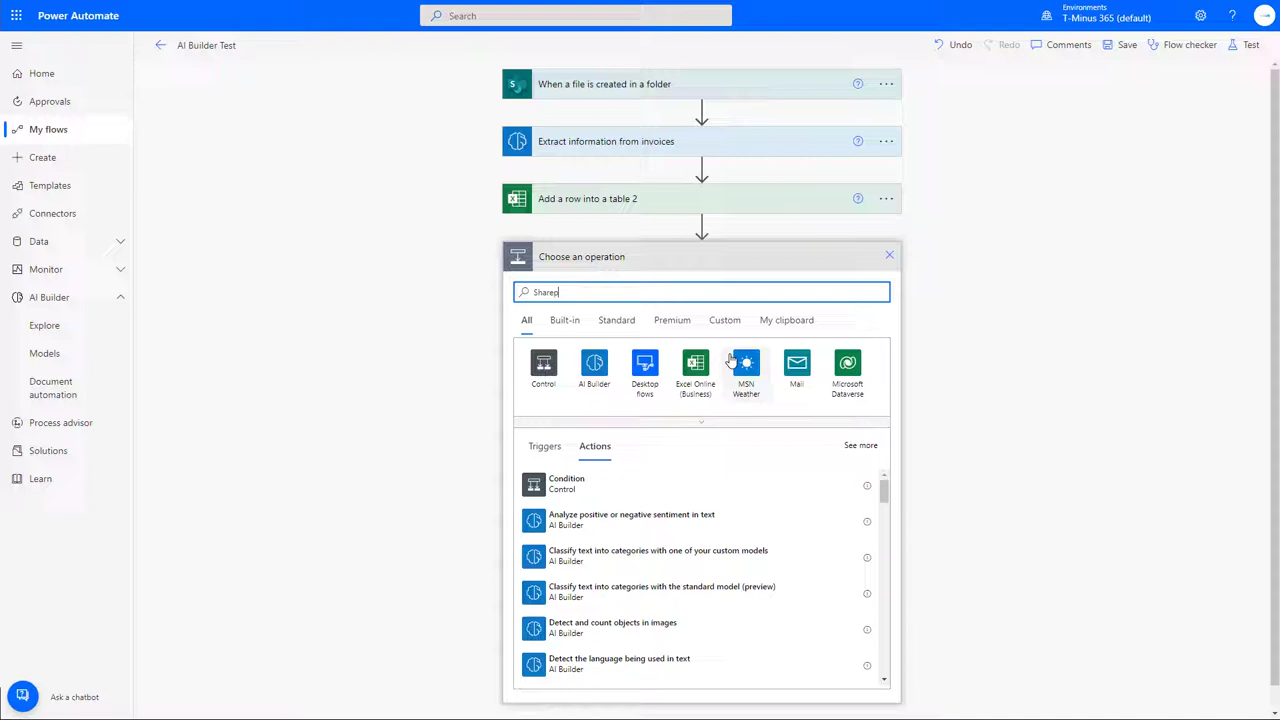 Power Automate
Search
Environments
T-Minus 365 (default)
AI Builder Test
Undo
Redo
Comments
Save
Flow checker
Test
Home
Approvals
My flows
Create
Templates
Connectors
Data
Monitor
AI Builder
Explore
Models
Document
automation
Process advisor
Solutions
Learn
Ask a chatbot
When a file is created in a folder
Extract information from invoices
Add a row into a table 2
Choose an operation
Sharep
All
Built-in
Standard
Premium
Custom
My clipboard
Control
AI Builder
Desktop
flows
Excel Online
(Business)
MSN
Weather
Mail
Microsoft
Dataverse
Triggers
Actions
See more
Condition
Control
Analyze positive or negative sentiment in text
AI Builder
Classify text into categories with one of your custom models
AI Builder
Classify text into categories with the standard model (preview)
AI Builder
Detect and count objects in images
AI Builder
Detect the language being used in text
AI Builder